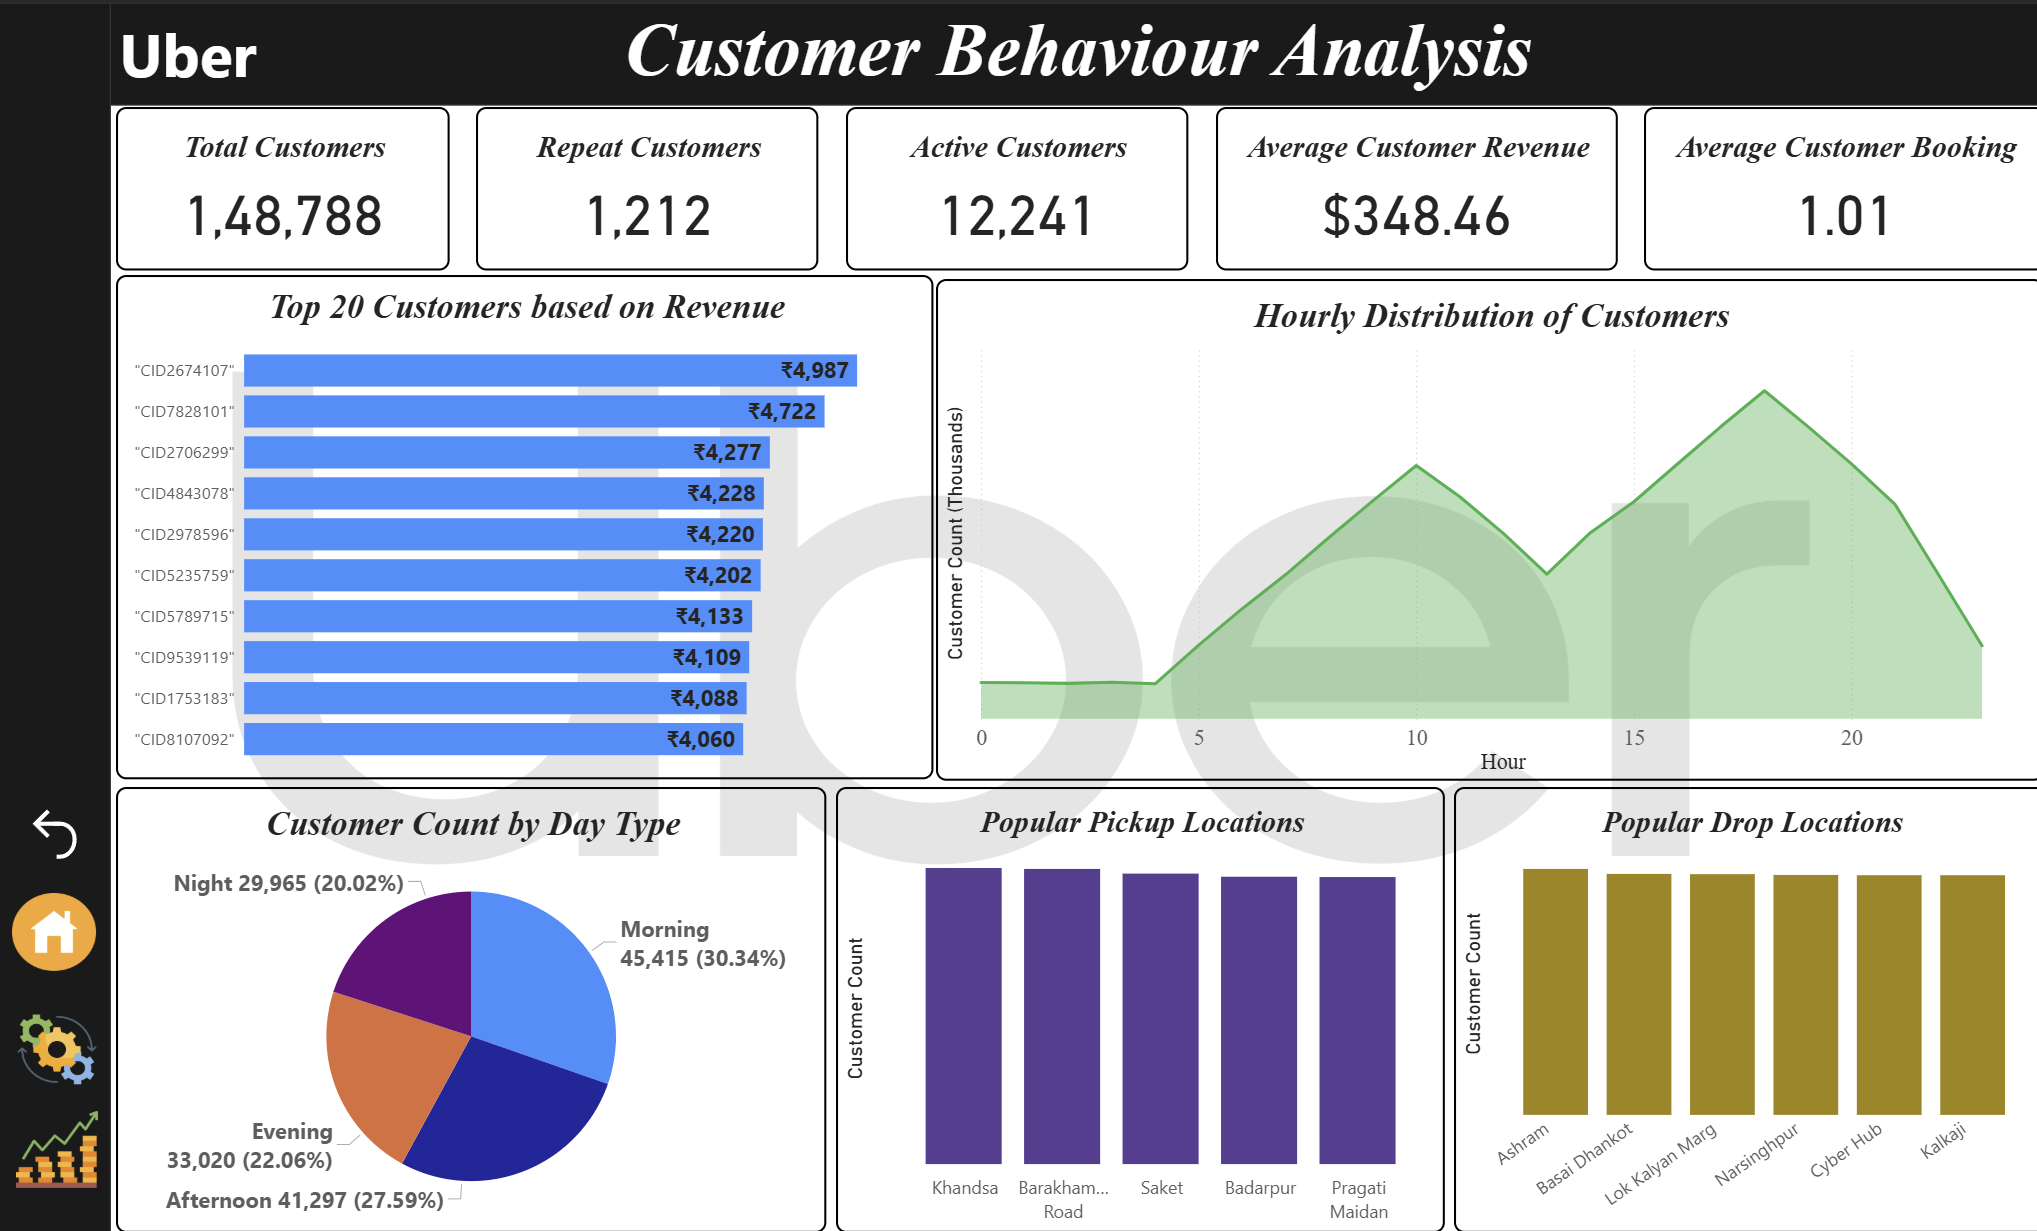 Uber
Customer Behaviour Analysis
Total Customers
1,48,788
Repeat Customers
1,212
Active Customers
12,241
Average Customer Revenue
$348.46
Average Customer Booking
1.01
Top 20 Customers based on Revenue
"CID2674107" ₹4,987
"CID7828101" ₹4,722
"CID2706299" ₹4,277
"CID4843078" ₹4,228
"CID2978596" ₹4,220
"CID5235759" ₹4,202
"CID5789715" ₹4,133
"CID9539119" ₹4,109
"CID1753183" ₹4,088
"CID8107092" ₹4,060
Hourly Distribution of Customers
Customer Count (Thousands)
0 5 10 15 20
Hour
Customer Count by Day Type
Night 29,965 (20.02%)
Morning
45,415 (30.34%)
Evening
33,020 (22.06%)
Afternoon 41,297 (27.59%)
Popular Pickup Locations
Customer Count
Khandsa
Barakham...
Road
Saket
Badarpur
Pragati
Maidan
Popular Drop Locations
Customer Count
Ashram
Basai Dhankot
Lok Kalyan Marg
Narsinghpur
Cyber Hub
Kalkaji
uber